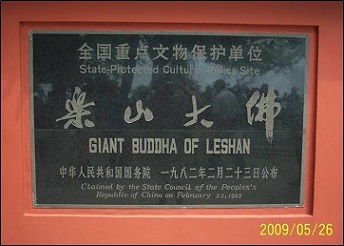 全国重点文物保护单位
State-Protected Cultural Relics Site
乐山大佛
GIANT BUDDHA OF LESHAN
中华人民共和国国务院 一九八二年二月二十三日公布
Claimed by the State Council of the Peoples's
Republic of China on February 23, 1982
2009/05/26